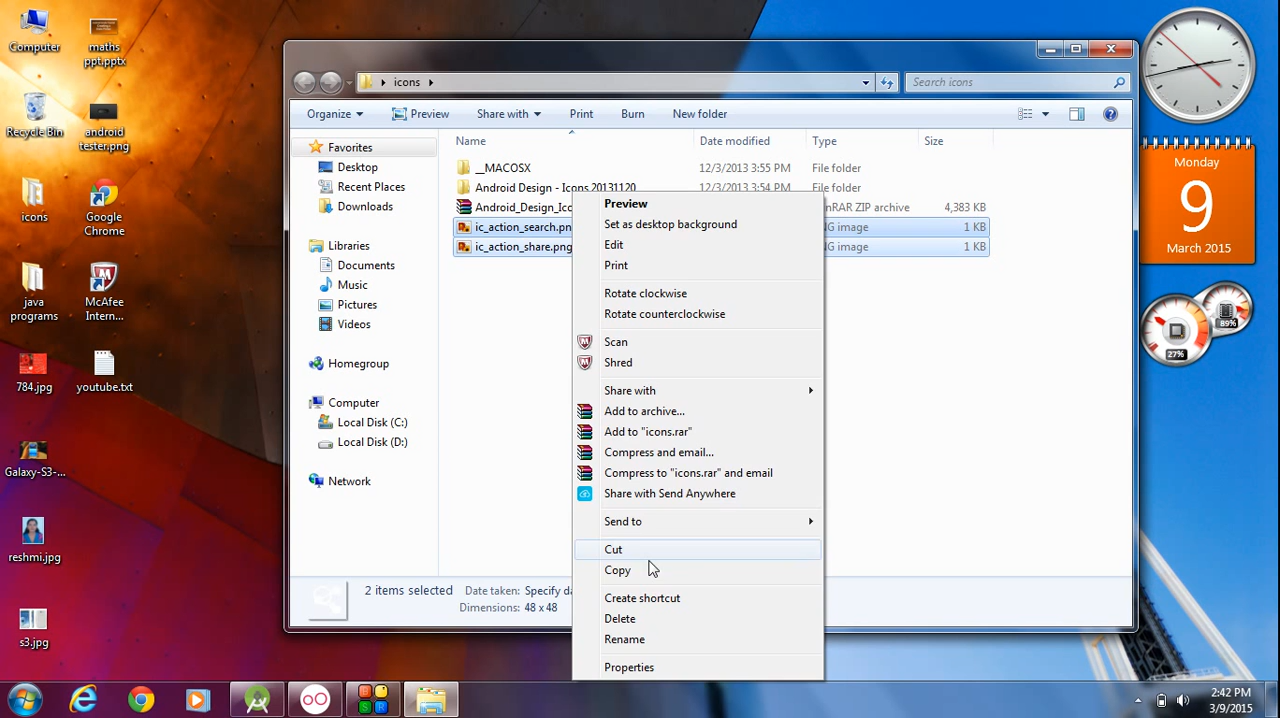 Computer
maths
ppt.pptx
Recycle Bin
android
tester.png
icons
Google
Chrome
java
programs
McAfee
Intern...
784.jpg
youtube.txt
Galaxy-S3-...
reshmi.jpg
s3.jpg
icons
Search icons
Organize
Preview
Share with
Print
Burn
New folder
Favorites
Desktop
Recent Places
Downloads
Libraries
Documents
Music
Pictures
Videos
Homegroup
Computer
Local Disk (C:)
Local Disk (D:)
Network
Name Date modified Type Size
__MACOSX 12/3/2013 3:55 PM File folder
Android Design - Icons 20131120 12/3/2013 3:54 PM File folder
Android_Design_Ico nRAR ZIP archive 4,383 KB
ic_action_search.pn NG image 1 KB
ic_action_share.png NG image 1 KB
Preview
Set as desktop background
Edit
Print
Rotate clockwise
Rotate counterclockwise
Scan
Shred
Share with
Add to archive...
Add to "icons.rar"
Compress and email...
Compress to "icons.rar" and email
Share with Send Anywhere
Send to
Cut
Copy
Create shortcut
Delete
Rename
Properties
2 items selected Date taken: Specify da
Dimensions: 48 x 48
Monday
9
March 2015
89%
27%
B
S R
2:42 PM
3/9/2015